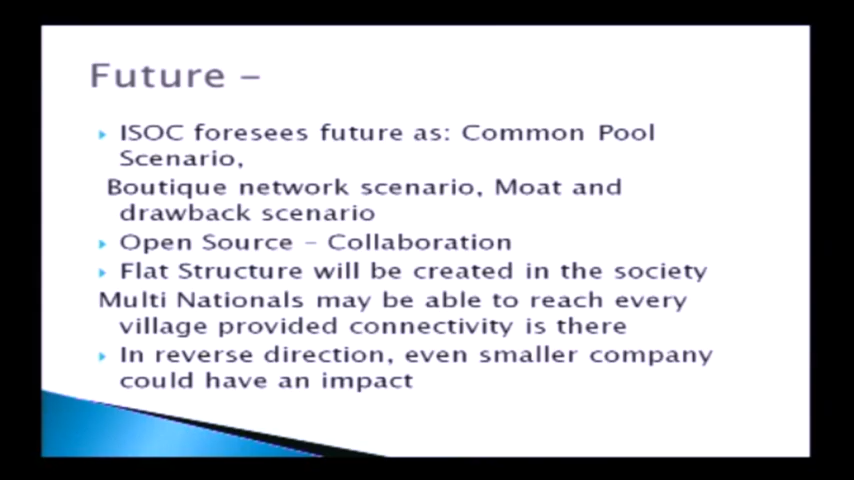 Future –
ISOC foresees future as: Common Pool
Scenario,
Boutique network scenario, Moat and
drawback scenario
Open Source – Collaboration
Flat Structure will be created in the society
Multi Nationals may be able to reach every
village provided connectivity is there
In reverse direction, even smaller company
could have an impact